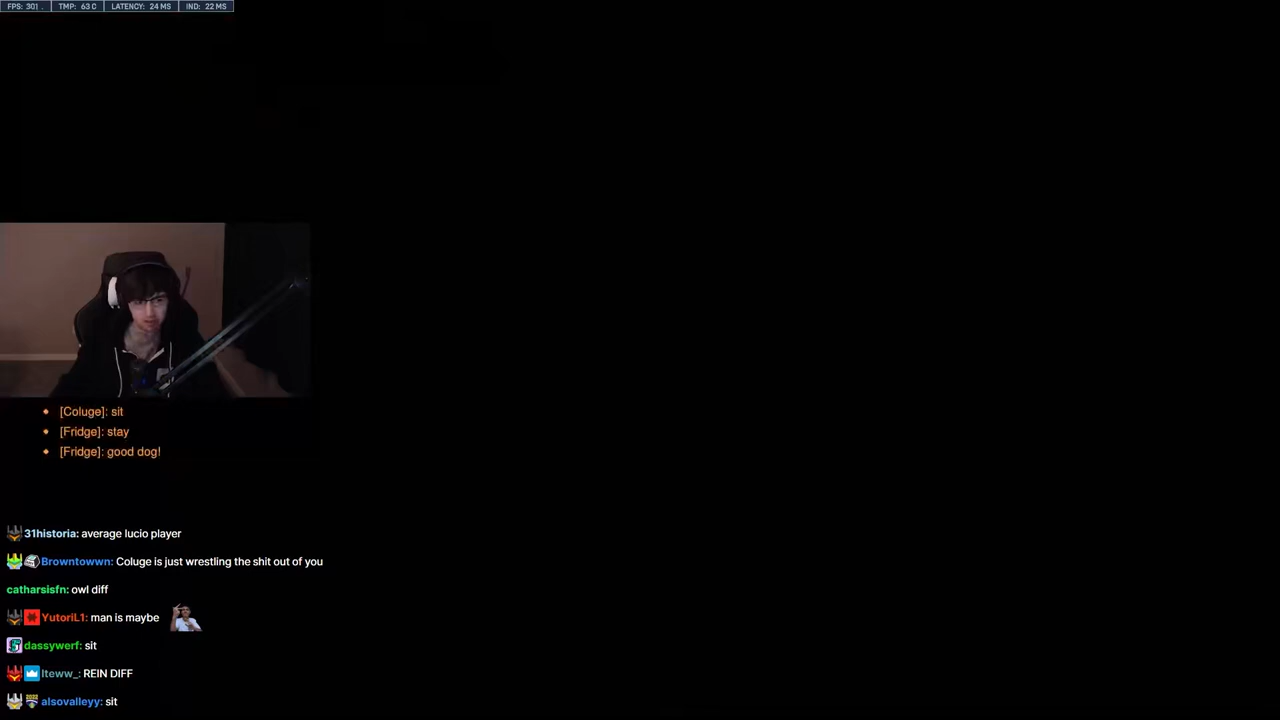 FPS: 301 . TMP: 63 C LATENCY: 24 MS IND: 22 MS
[Coluge]: sit
[Fridge]: stay
[Fridge]: good dog!
31historia: average lucio player
Browntowwn: Coluge is just wrestling the shit out of you
catharsisfn: owl diff
YutoriL1: man is maybe
dassywerf: sit
Iteww_: REIN DIFF
alsovalleyy: sit